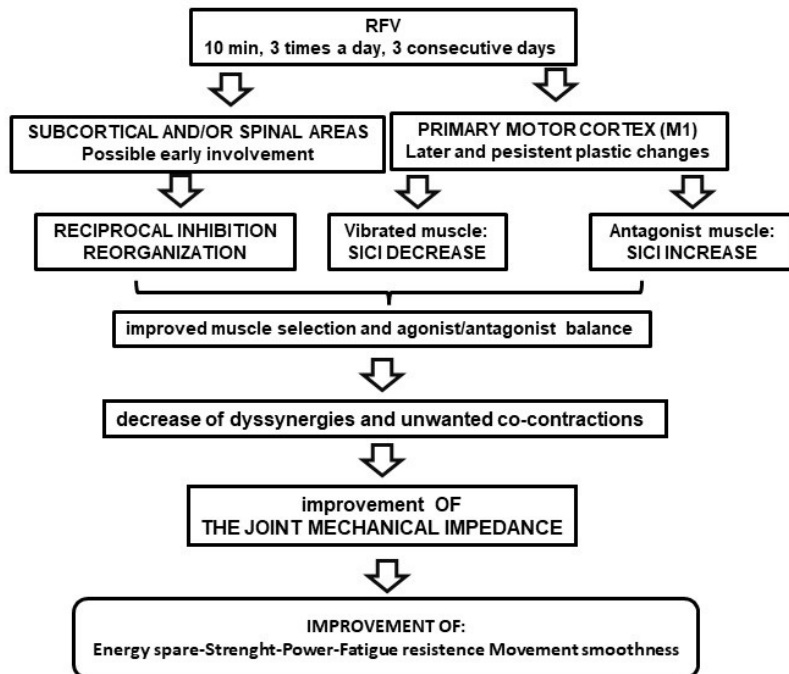 RFV
10 min, 3 times a day, 3 consecutive days
SUBCORTICAL AND/OR SPINAL AREAS
Possible early involvement
PRIMARY MOTOR CORTEX (M1)
Later and pesistent plastic changes
RECIPROCAL INHIBITION
REORGANIZATION
Vibrated muscle:
SICI DECREASE
Antagonist muscle:
SICI INCREASE
improved muscle selection and agonist/antagonist balance
decrease of dyssynergies and unwanted co-contractions
improvement OF
THE JOINT MECHANICAL IMPEDANCE
IMPROVEMENT OF:
Energy spare-Strenght-Power-Fatigue resistence Movement smoothness